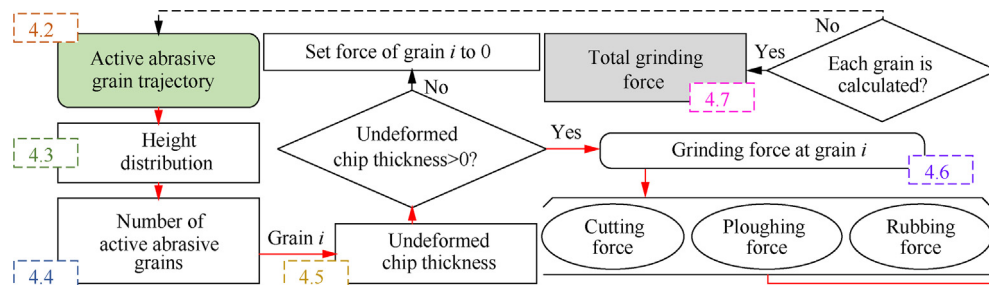 4.2
Active abrasive
grain trajectory
Set force of grain i to 0
Total grinding
force
4.7
Yes
No
Each grain is
calculated?
4.3
Height
distribution
No
Undeformed
chip thickness>0?
Yes
Grinding force at grain i
4.6
Number of
active abrasive
grains
4.4
Grain i
4.5
Undeformed
chip thickness
Cutting
force
Ploughing
force
Rubbing
force